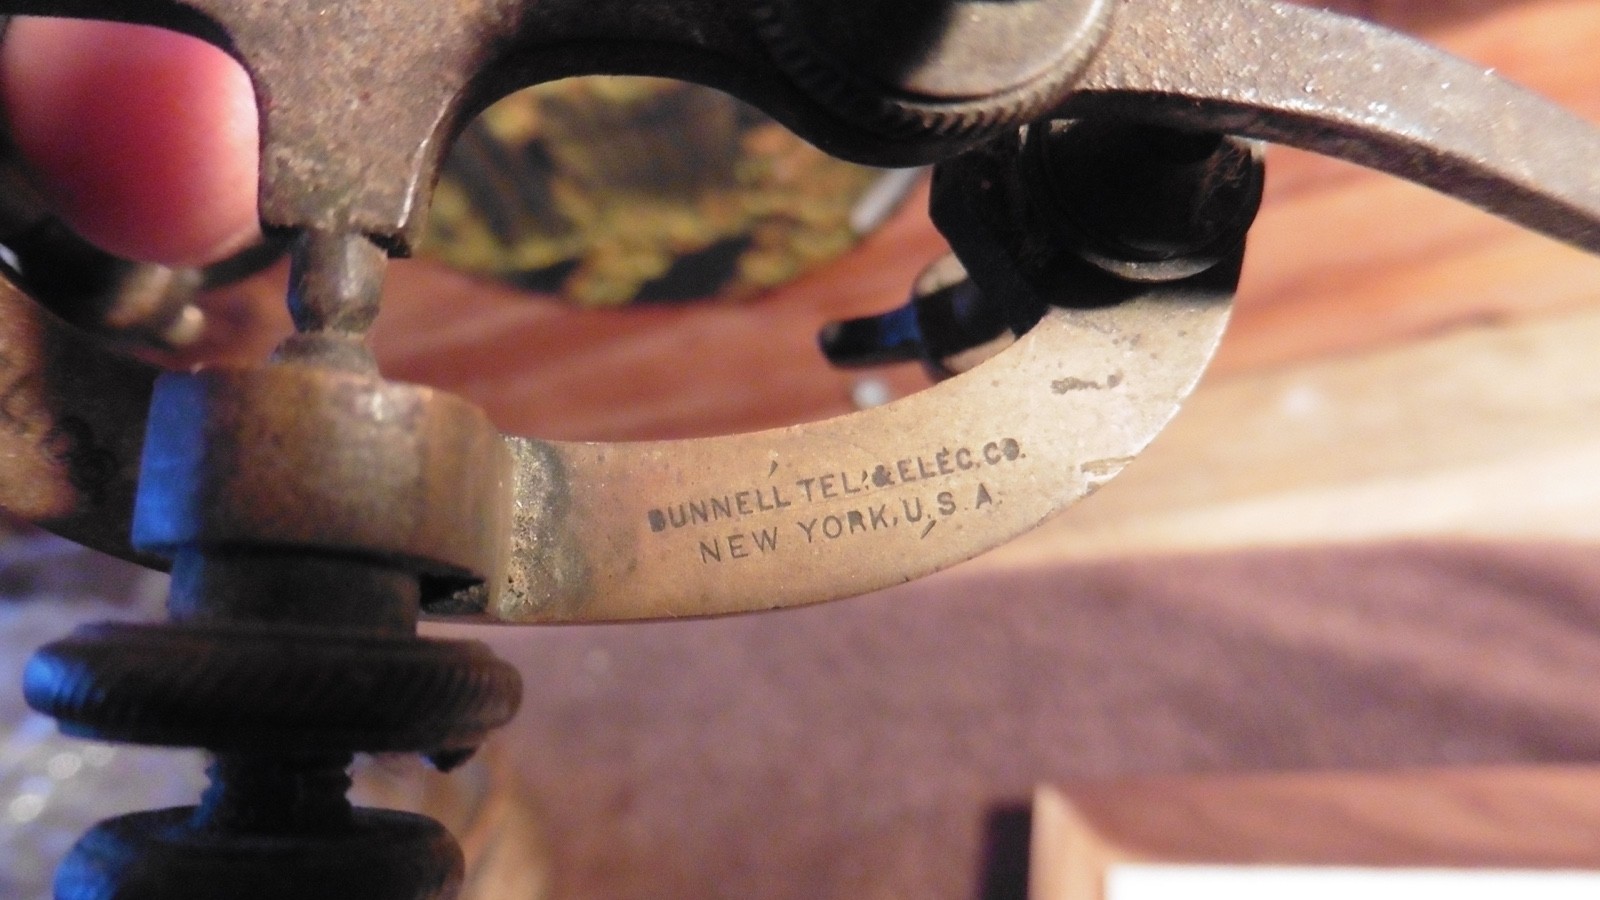 BUNNELL TEL. & ELEC. CO.
NEW YORK, U.S.A.